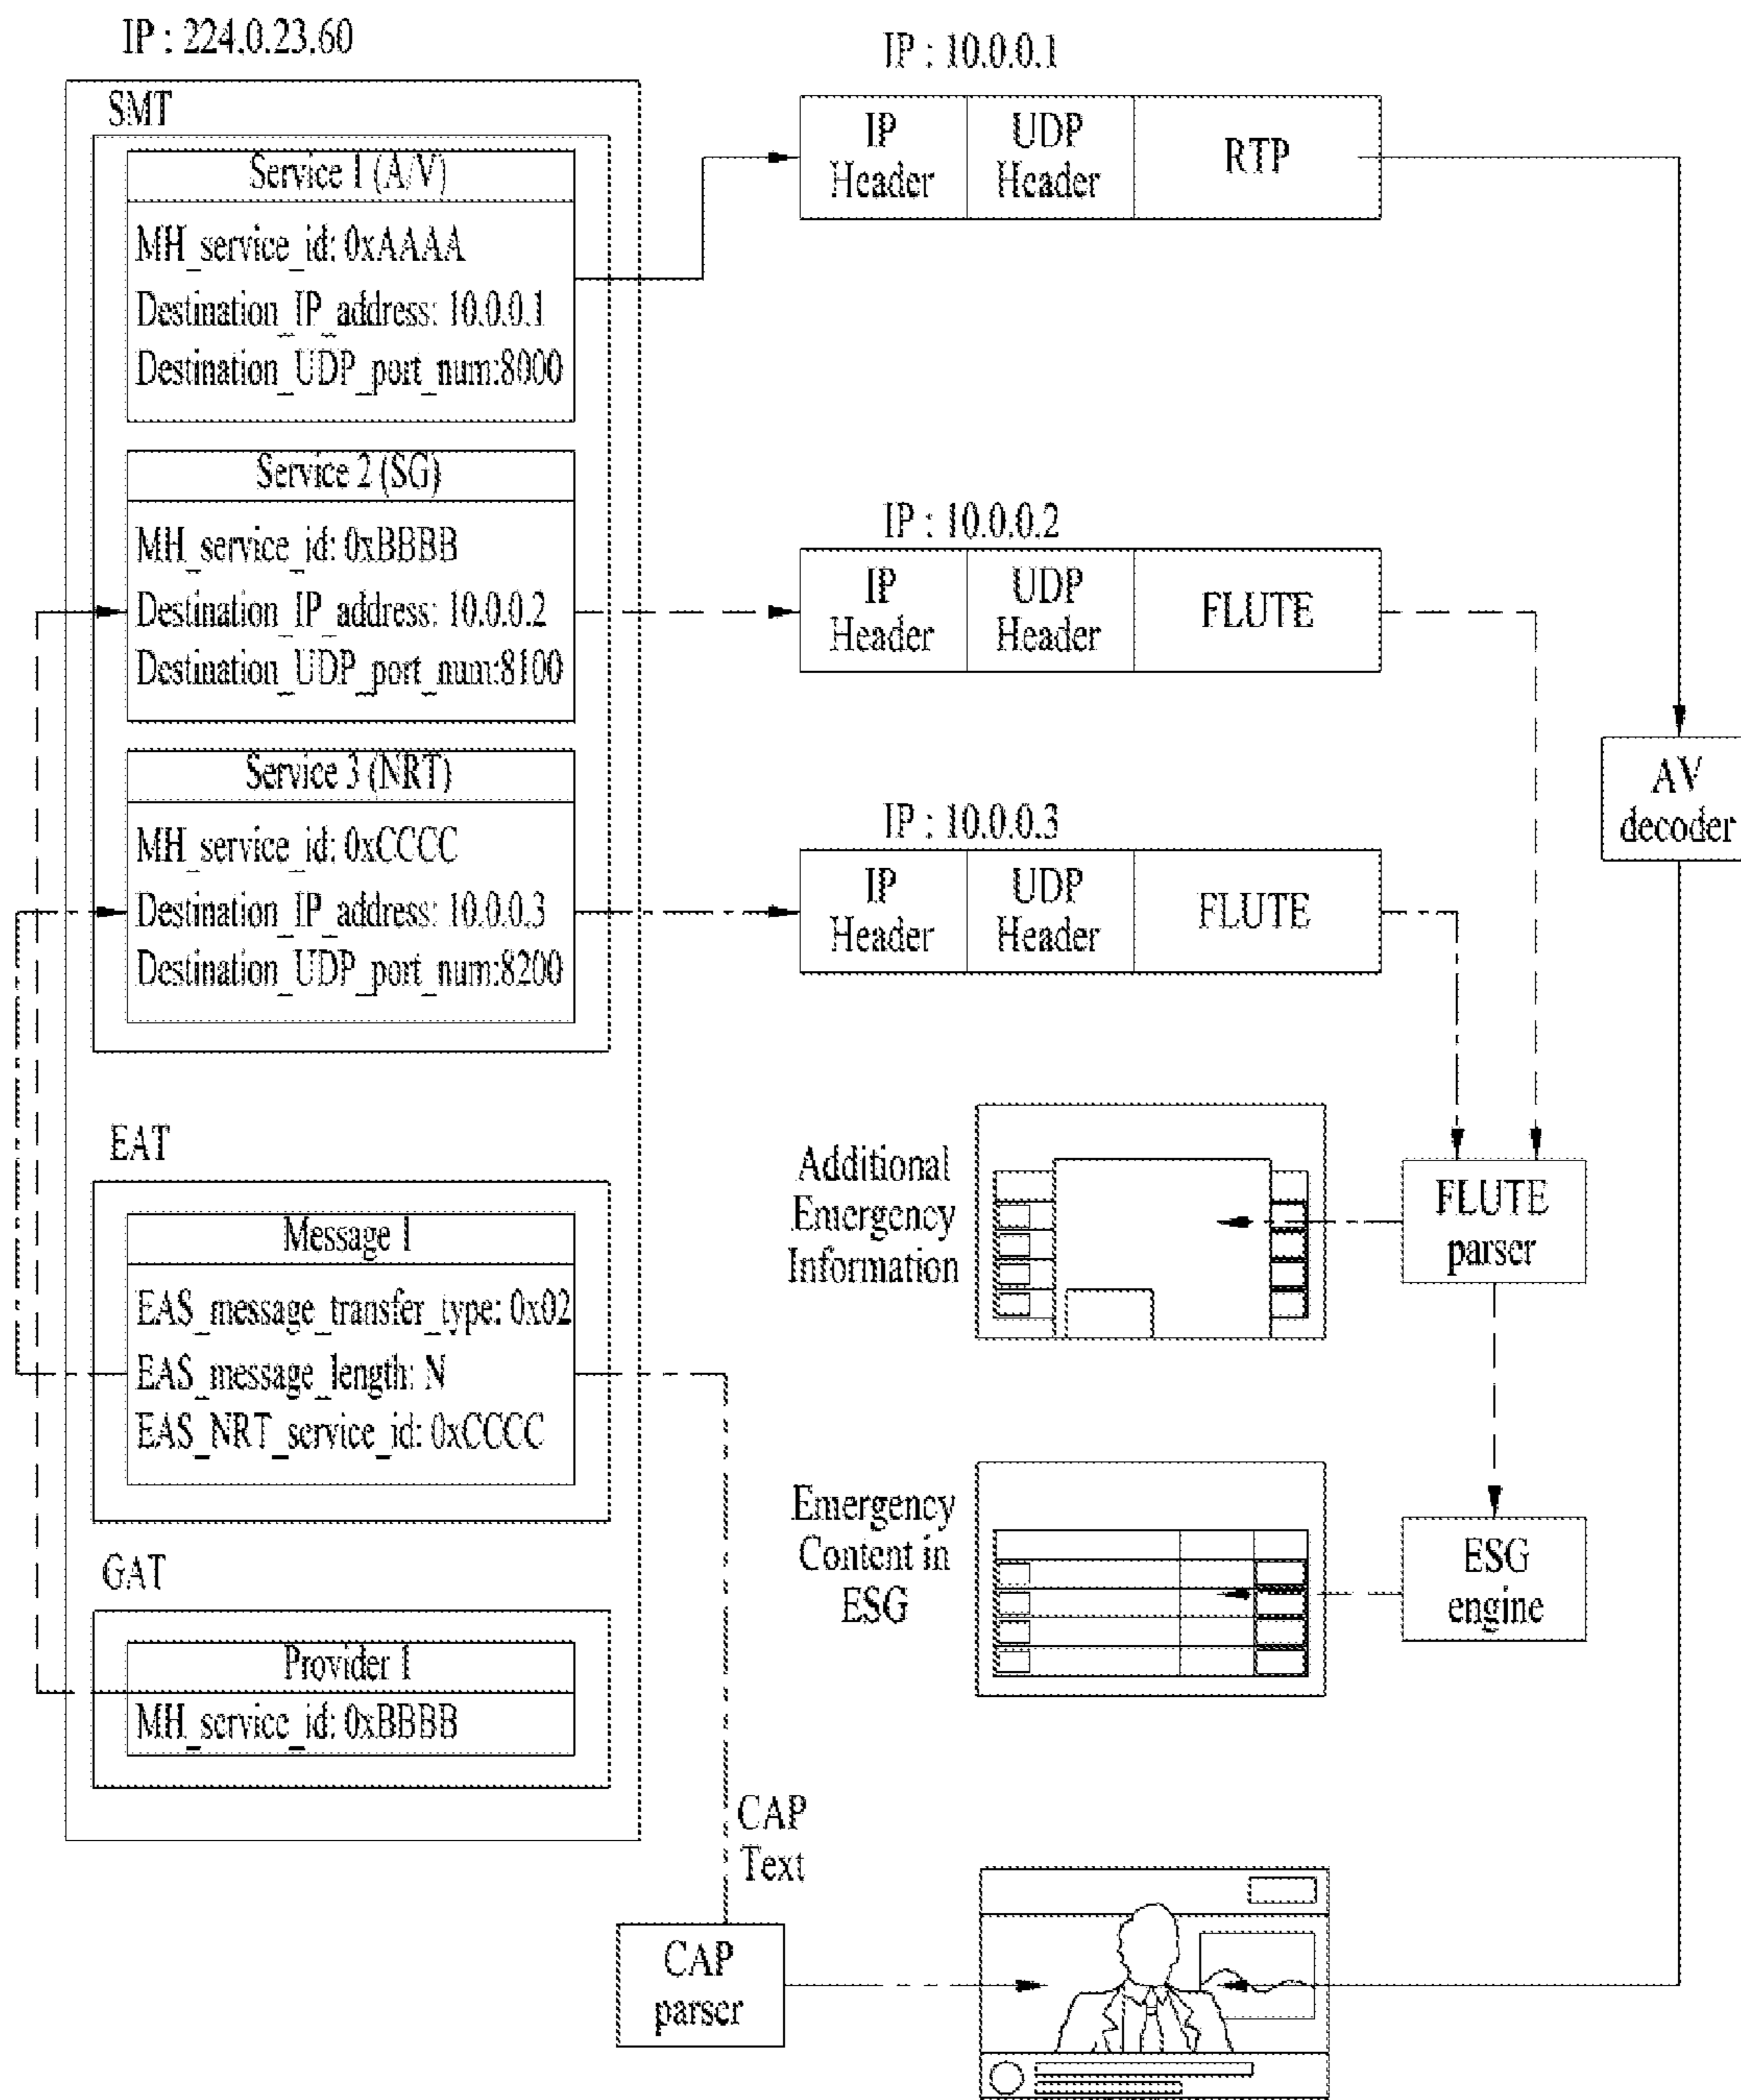 IP : 224.0.23.60
SMT
Service 1 (A/V)
MH_service_id: 0xAAAA
Destination_IP_address: 10.0.0.1
Destination_UDP_port_num:8000
Service 2 (SG)
MH_service_id: 0xBBBB
Destination_IP_address: 10.0.0.2
Destination_UDP_port_num:8100
Service 3 (NRT)
MH_service_id: 0xCCCC
Destination_IP_address: 10.0.0.3
Destination_UDP_port_num:8200
EAT
Message 1
EAS_message_transfer_type: 0x02
EAS_message_length: N
EAS_NRT_service_id: 0xCCCC
GAT
Provider 1
MH_service_id: 0xBBBB
IP : 10.0.0.1
IP
Header
UDP
Header
RTP
IP : 10.0.0.2
IP
Header
UDP
Header
FLUTE
IP : 10.0.0.3
IP
Header
UDP
Header
FLUTE
AV
decoder
Additional
Emergency
Information
FLUTE
parser
Emergency
Content in
ESG
ESG
engine
CAP
Text
CAP
parser